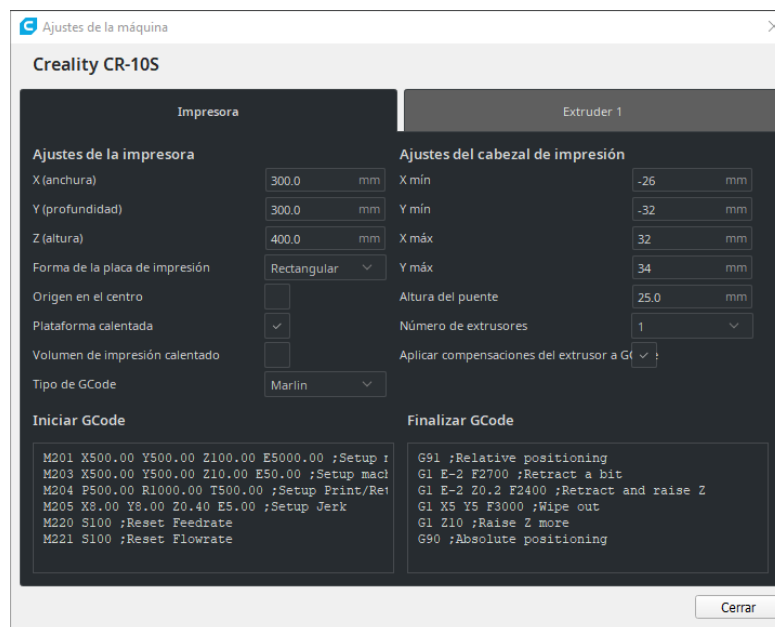 Ajustes de la máquina
Creality CR-10S
Impresora
Extruder 1
Ajustes de la impresora
X (anchura) 300.0 mm
Y (profundidad) 300.0 mm
Z (altura) 400.0 mm
Forma de la placa de impresión Rectangular
Origen en el centro
Plataforma calentada
Volumen de impresión calentado
Tipo de GCode Marlin
Ajustes del cabezal de impresión
X mín -26 mm
Y mín -32 mm
X máx 32 mm
Y máx 34 mm
Altura del puente 25.0 mm
Número de extrusores 1
Aplicar compensaciones del extrusor a
Iniciar GCode
M201 X500.00 Y500.00 Z100.00 E5000.00 ;Setup
M203 X500.00 Y500.00 Z10.00 E50.00 ;Setup mach
M204 P500.00 R1000.00 T500.00 ;Setup Print/Ret
M205 X8.00 Y8.00 Z0.40 E5.00 ;Setup Jerk
M220 S100 ;Reset Feedrate
M221 S100 ;Reset Flowrate
Finalizar GCode
G91 ;Relative positioning
G1 E-2 F2700 ;Retract a bit
G1 E-2 Z0.2 F2400 ;Retract and raise Z
G1 X5 Y5 F3000 ;Wipe out
G1 Z10 ;Raise Z more
G90 ;Absolute positioning
Cerrar